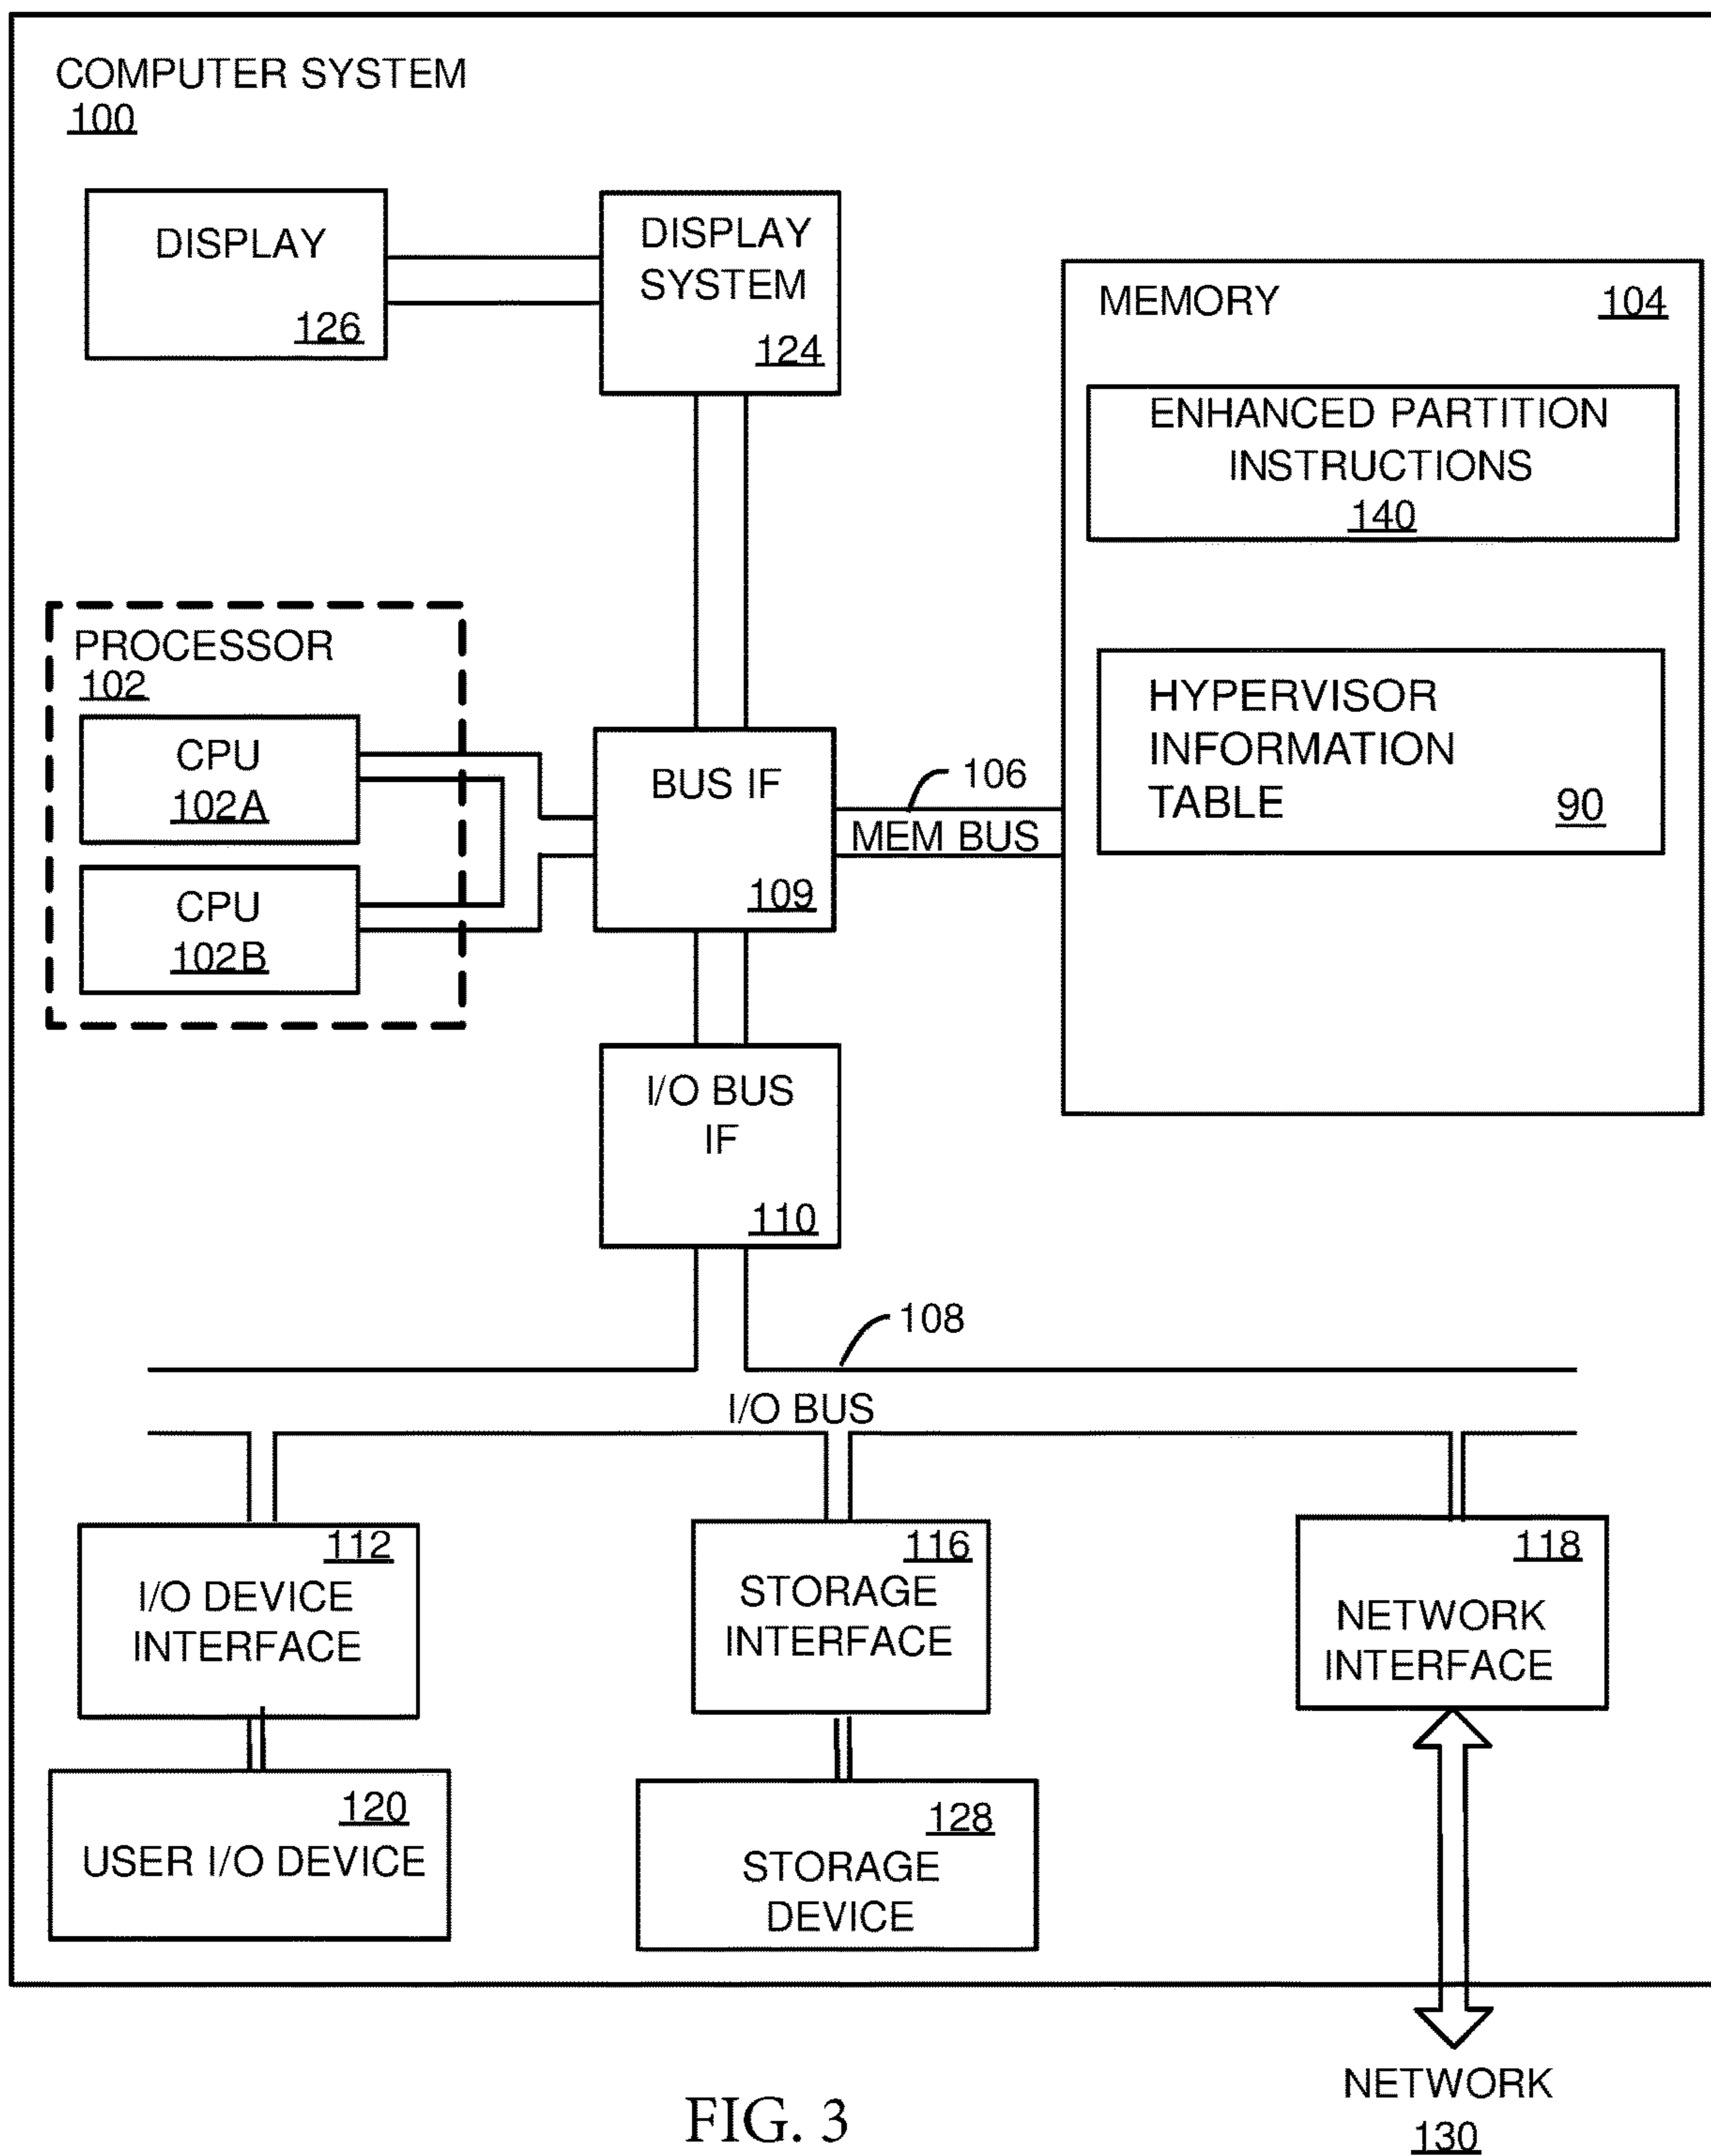 COMPUTER SYSTEM
100
DISPLAY
126
DISPLAY
SYSTEM
124
MEMORY 104
ENHANCED PARTITION
INSTRUCTIONS
140
HYPERVISOR
INFORMATION
TABLE 90
PROCESSOR
102
CPU
102A
CPU
102B
BUS IF
109
106
MEM BUS
I/O BUS
IF
110
108
I/O BUS
112
I/O DEVICE
INTERFACE
116
STORAGE
INTERFACE
118
NETWORK
INTERFACE
120
USER I/O DEVICE
128
STORAGE
DEVICE
NETWORK
130
FIG. 3